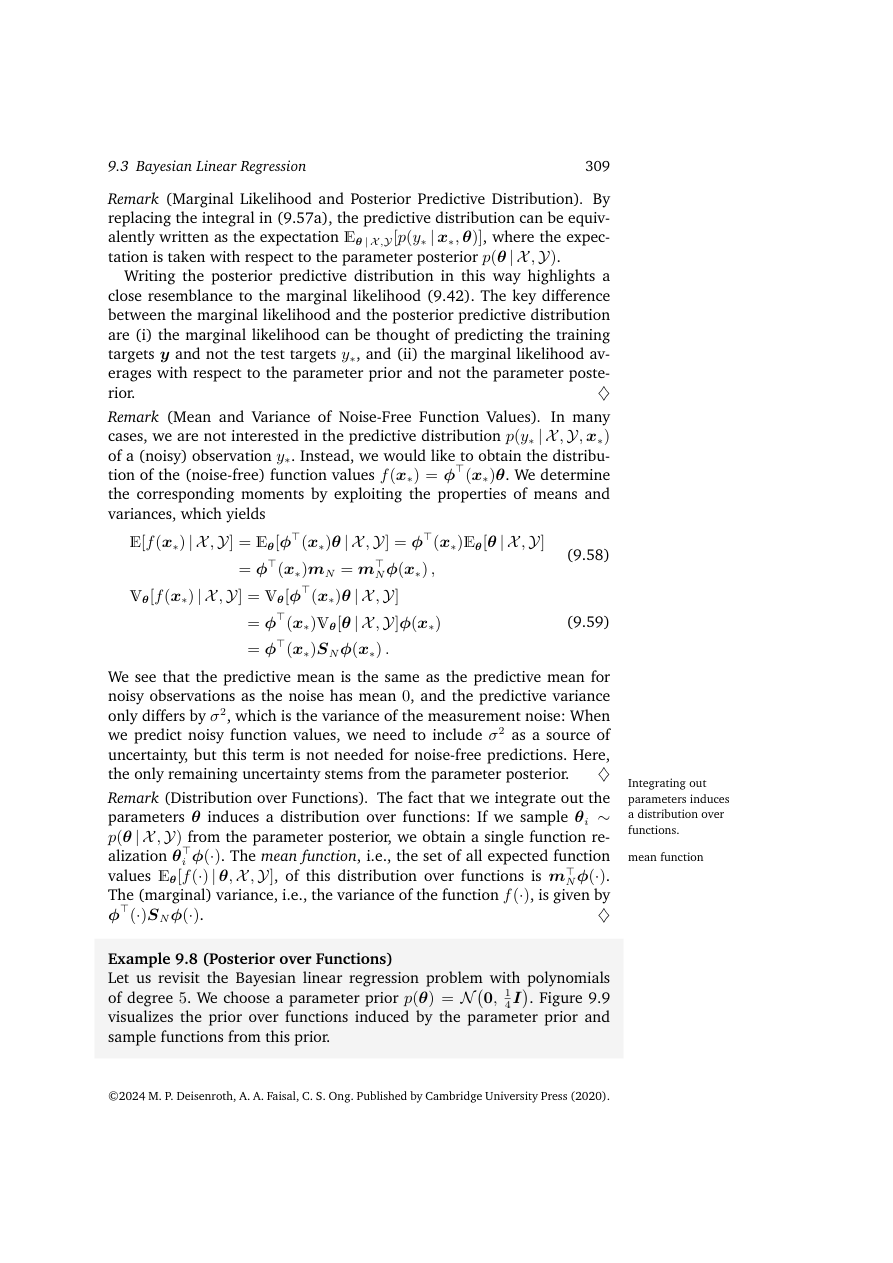 9.3 Bayesian Linear Regression 309
Remark (Marginal Likelihood and Posterior Predictive Distribution). By
replacing the integral in (9.57a), the predictive distribution can be equiv-
alently written as the expectation 𝔼_{θ | 𝒳,𝒴}[p(y∗ | x∗, θ)], where the expec-
tation is taken with respect to the parameter posterior p(θ | 𝒳, 𝒴).
Writing the posterior predictive distribution in this way highlights a
close resemblance to the marginal likelihood (9.42). The key difference
between the marginal likelihood and the posterior predictive distribution
are (i) the marginal likelihood can be thought of predicting the training
targets y and not the test targets y∗, and (ii) the marginal likelihood av-
erages with respect to the parameter prior and not the parameter poste-
rior. ♢
Remark (Mean and Variance of Noise-Free Function Values). In many
cases, we are not interested in the predictive distribution p(y∗ | 𝒳, 𝒴, x∗)
of a (noisy) observation y∗. Instead, we would like to obtain the distribu-
tion of the (noise-free) function values f(x∗) = ϕ⊤(x∗)θ. We determine
the corresponding moments by exploiting the properties of means and
variances, which yields
𝔼[f(x∗) | 𝒳, 𝒴] = 𝔼_θ[ϕ⊤(x∗)θ | 𝒳, 𝒴] = ϕ⊤(x∗)𝔼_θ[θ | 𝒳, 𝒴]
= ϕ⊤(x∗)m_N = m_N⊤ϕ(x∗) , (9.58)
𝕍_θ[f(x∗) | 𝒳, 𝒴] = 𝕍_θ[ϕ⊤(x∗)θ | 𝒳, 𝒴]
= ϕ⊤(x∗)𝕍_θ[θ | 𝒳, 𝒴]ϕ(x∗) (9.59)
= ϕ⊤(x∗)S_Nϕ(x∗) .
We see that the predictive mean is the same as the predictive mean for
noisy observations as the noise has mean 0, and the predictive variance
only differs by σ², which is the variance of the measurement noise: When
we predict noisy function values, we need to include σ² as a source of
uncertainty, but this term is not needed for noise-free predictions. Here,
the only remaining uncertainty stems from the parameter posterior. ♢
Remark (Distribution over Functions). The fact that we integrate out the
parameters θ induces a distribution over functions: If we sample θ_i ∼
p(θ | 𝒳, 𝒴) from the parameter posterior, we obtain a single function re-
alization θ_i⊤ϕ(·). The mean function, i.e., the set of all expected function
values 𝔼_θ[f(·) | θ, 𝒳, 𝒴], of this distribution over functions is m_N⊤ϕ(·).
The (marginal) variance, i.e., the variance of the function f(·), is given by
ϕ⊤(·)S_Nϕ(·). ♢
Integrating out
parameters induces
a distribution over
functions.
mean function
Example 9.8 (Posterior over Functions)
Let us revisit the Bayesian linear regression problem with polynomials
of degree 5. We choose a parameter prior p(θ) = 𝒩(0, ¼I). Figure 9.9
visualizes the prior over functions induced by the parameter prior and
sample functions from this prior.
©2024 M. P. Deisenroth, A. A. Faisal, C. S. Ong. Published by Cambridge University Press (2020).